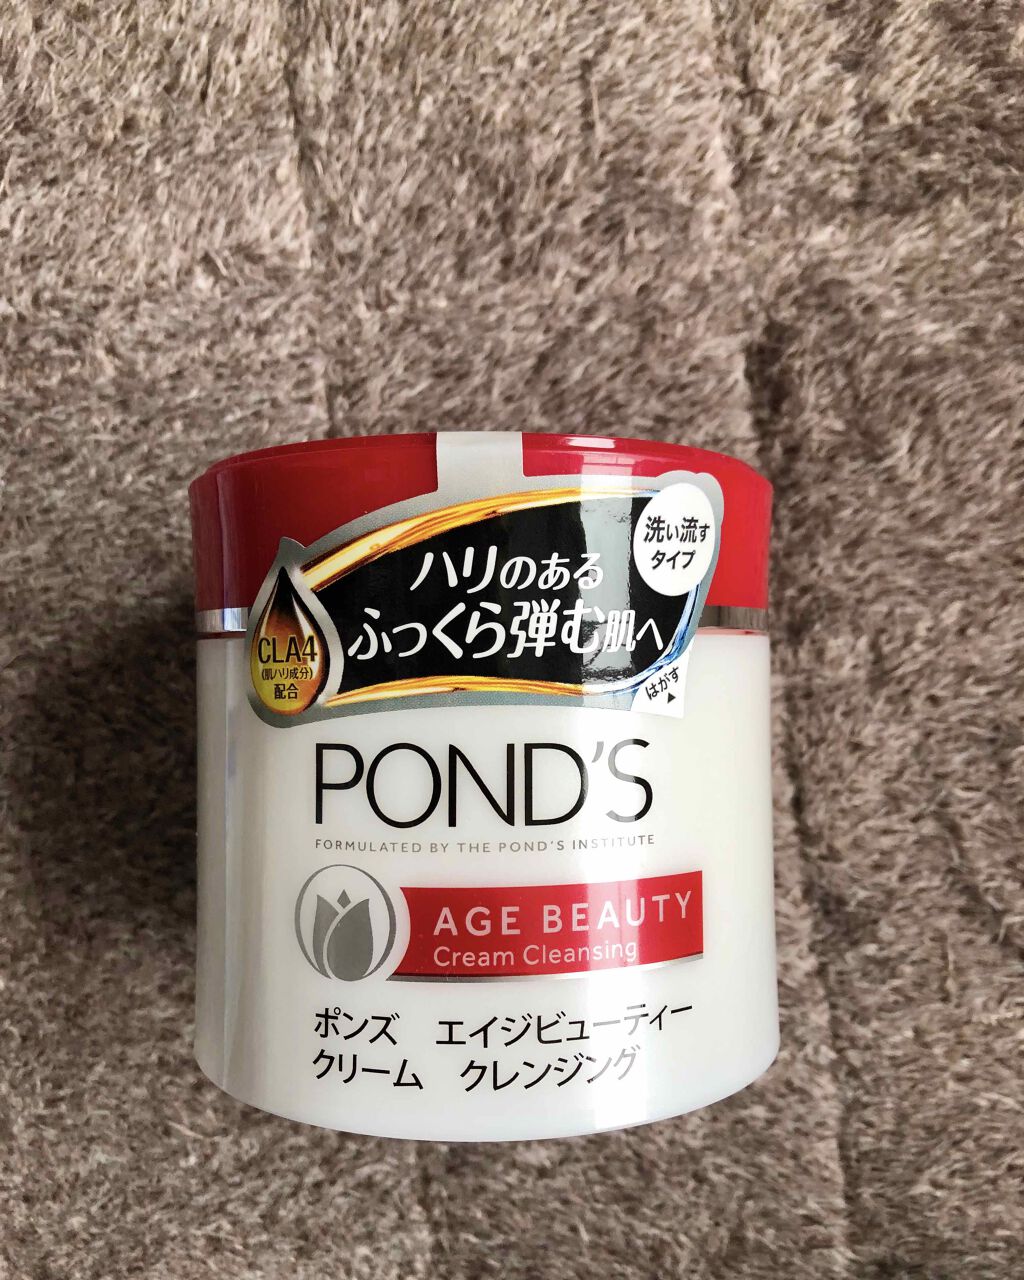 洗い流す
タイプ
ハリのある
ふっくら弾む肌へ
CLA4
(肌ハリ成分)
配合
はがす▲
POND'S
FORMULATED BY THE POND'S INSTITUTE
AGE BEAUTY
Cream Cleansing
ポンズ エイジビューティー
クリーム クレンジング